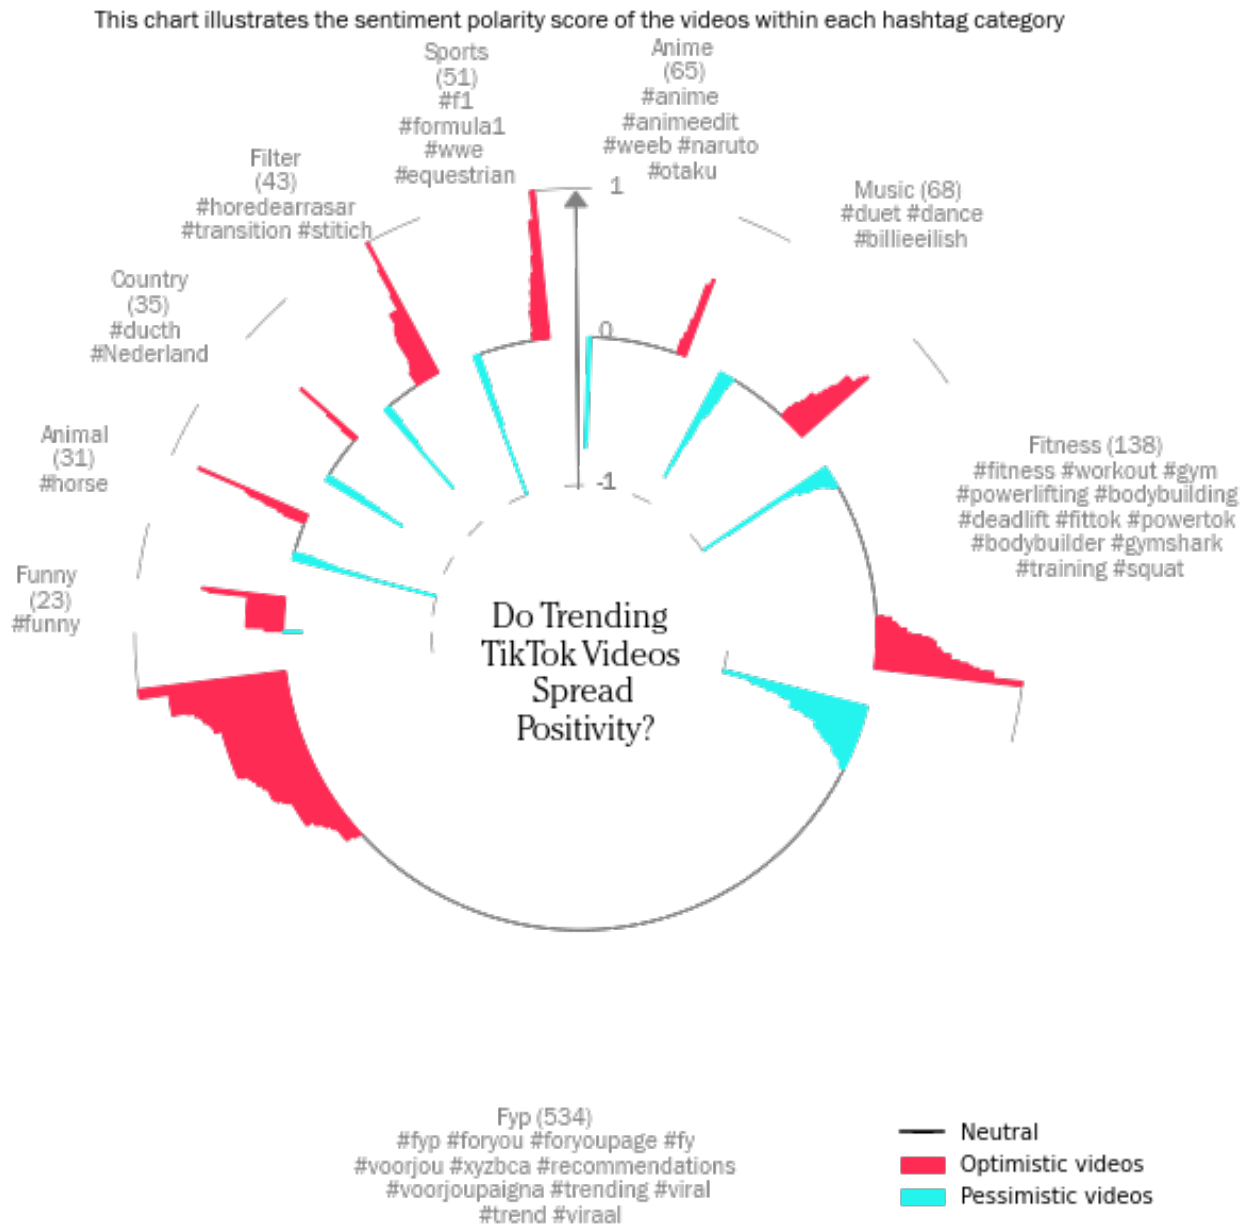 This chart illustrates the sentiment polarity score of the videos within each hashtag category
Sports
(51)
#f1
#formula1
#wwe
#equestrian
Anime
(65)
#anime
#animeedit
#weeb #naruto
#otaku
Filter
(43)
#horedearrasar
#transition #stitich
Music (68)
#duet #dance
#billieeilish
Country
(35)
#ducth
#Nederland
Animal
(31)
#horse
Fitness (138)
#fitness #workout #gym
#powerlifting #bodybuilding
#deadlift #fittok #powertok
#bodybuilder #gymshark
#training #squat
Funny
(23)
#funny
1
0
-1
Do Trending
TikTok Videos
Spread
Positivity?
Fyp (534)
#fyp #foryou #foryoupage #fy
#voorjou #xyzbca #recommendations
#voorjoupaigna #trending #viral
#trend #viraal
Neutral
Optimistic videos
Pessimistic videos